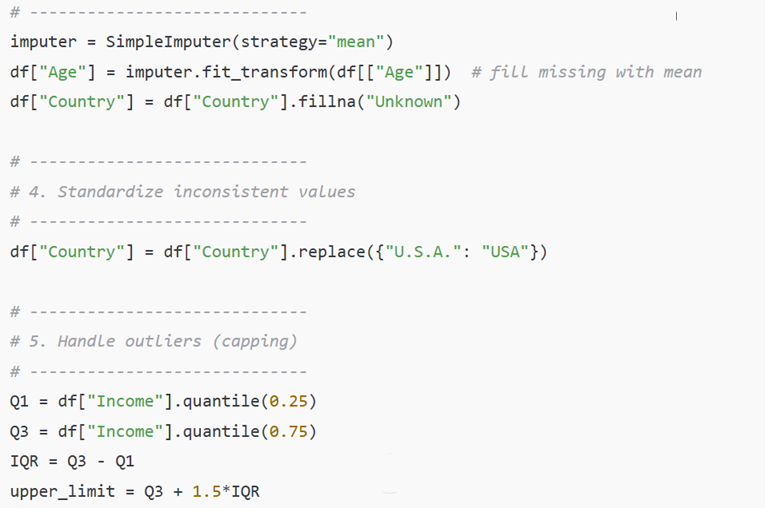 # -----------------------------
imputer = SimpleImputer(strategy="mean")
df["Age"] = imputer.fit_transform(df[["Age"]])  # fill missing with mean
df["Country"] = df["Country"].fillna("Unknown")
# -----------------------------
# 4. Standardize inconsistent values
# -----------------------------
df["Country"] = df["Country"].replace({"U.S.A.": "USA"})
# -----------------------------
# 5. Handle outliers (capping)
# -----------------------------
Q1 = df["Income"].quantile(0.25)
Q3 = df["Income"].quantile(0.75)
IQR = Q3 - Q1
upper_limit = Q3 + 1.5*IQR